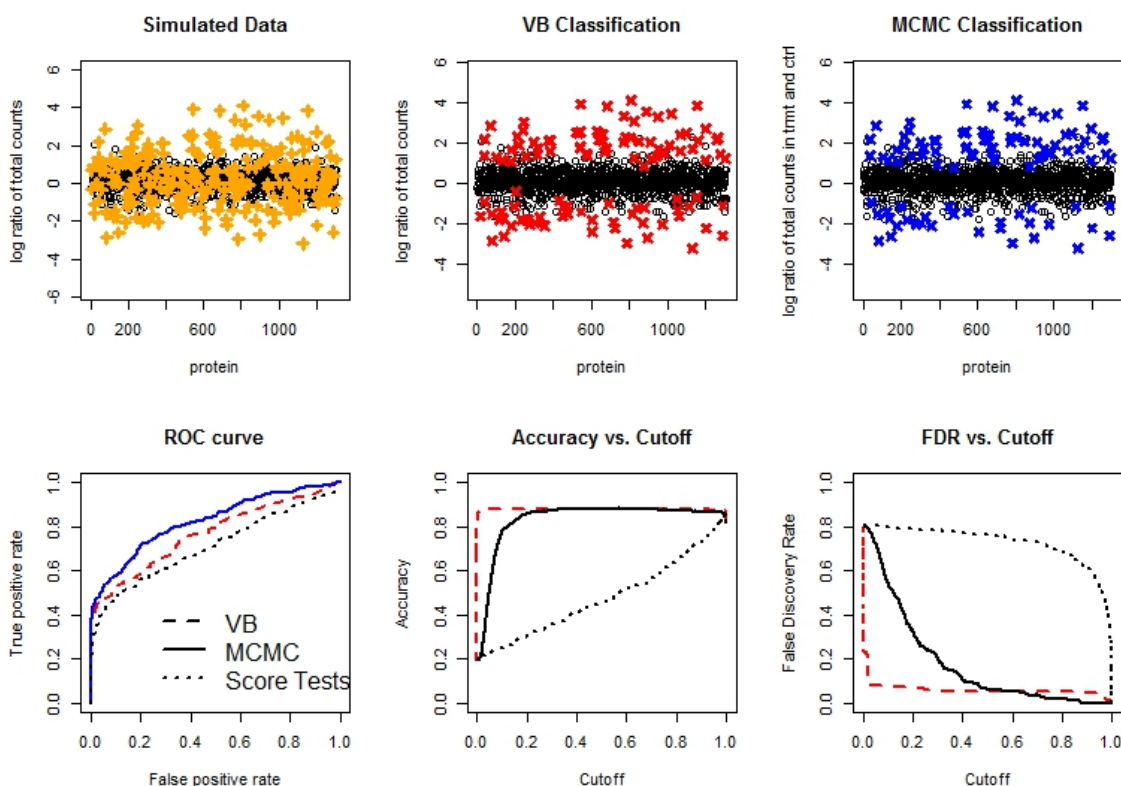 Simulated Data
log ratio of total counts
6
4
2
0
-2
-4
-6
0 200 600 1000
protein
VB Classification
log ratio of total counts
6
4
2
0
-2
-4
0 200 600 1000
protein
MCMC Classification
log ratio of total counts in trmt and ctrl
6
4
2
0
-2
-4
0 200 600 1000
protein
ROC curve
True positive rate
1.0
0.8
0.6
0.4
0.2
0.0
VB
MCMC
Score Tests
0.0 0.2 0.4 0.6 0.8 1.0
False positive rate
Accuracy vs. Cutoff
Accuracy
1.0
0.8
0.6
0.4
0.2
0.0
0.0 0.2 0.4 0.6 0.8 1.0
Cutoff
FDR vs. Cutoff
False Discovery Rate
1.0
0.8
0.6
0.4
0.2
0.0
0.0 0.2 0.4 0.6 0.8 1.0
Cutoff